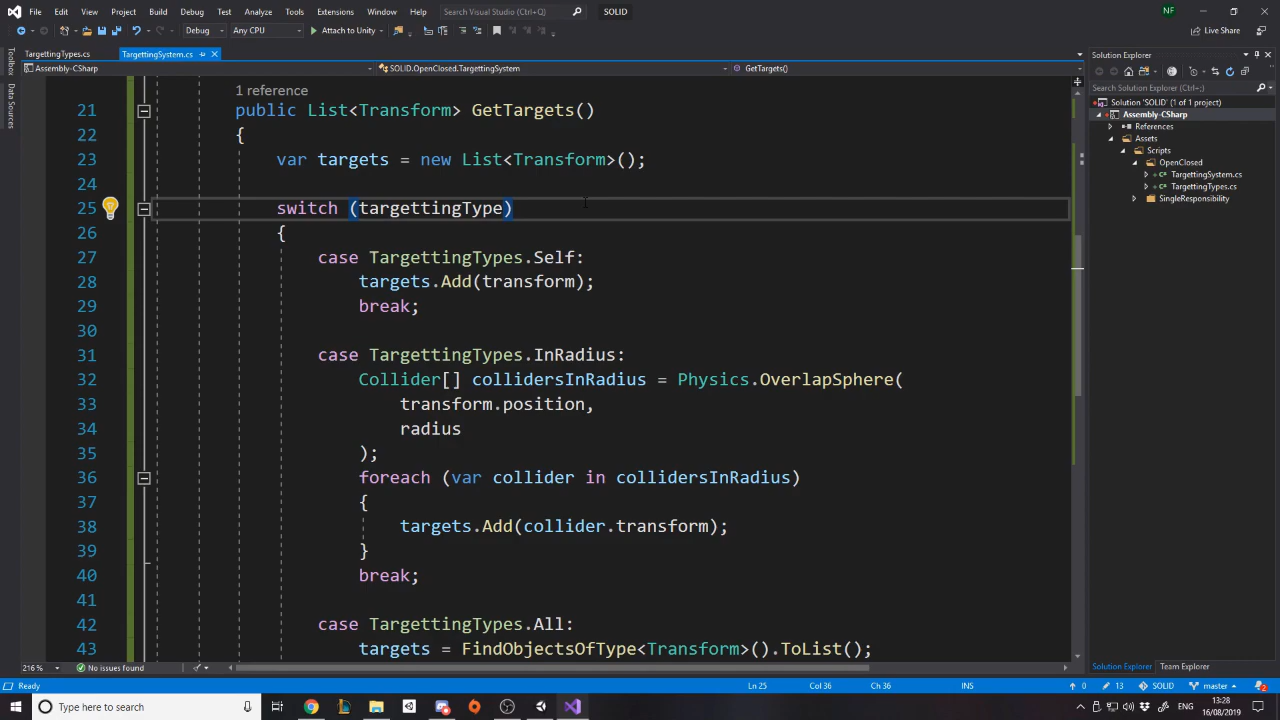 File Edit View Project Build Debug Test Analyze Tools Extensions Window Help Search Visual Studio SOLID NF
Debug Any CPU Attach to Unity Live Share
TargettingTypes.cs TargettingSystem.cs
Assembly-CSharp SOLID.OpenClosed.TargettingSystem GetTargets()
Toolbox
Data Sources
1 reference
21 public List<Transform> GetTargets()
22 {
23 var targets = new List<Transform>();
24
25 switch (targettingType)
26 {
27 case TargettingTypes.Self:
28 targets.Add(transform);
29 break;
30
31 case TargettingTypes.InRadius:
32 Collider[] collidersInRadius = Physics.OverlapSphere(
33 transform.position,
34 radius
35 );
36 foreach (var collider in collidersInRadius)
37 {
38 targets.Add(collider.transform);
39 }
40 break;
41
42 case TargettingTypes.All:
43 targets = FindObjectsOfType<Transform>().ToList();
Solution Explorer
Search Solution Explorer (Ctrl+;)
Solution 'SOLID' (1 of 1 project)
Assembly-CSharp
References
Assets
Scripts
OpenClosed
C# TargettingSystem.cs
C# TargettingTypes.cs
SingleResponsibility
216 % No issues found
Solution Explorer Team Explorer
Ready Ln 25 Col 36 Ch 36 INS 0 13 SOLID master 2
Type here to search
13:28
16/08/2019